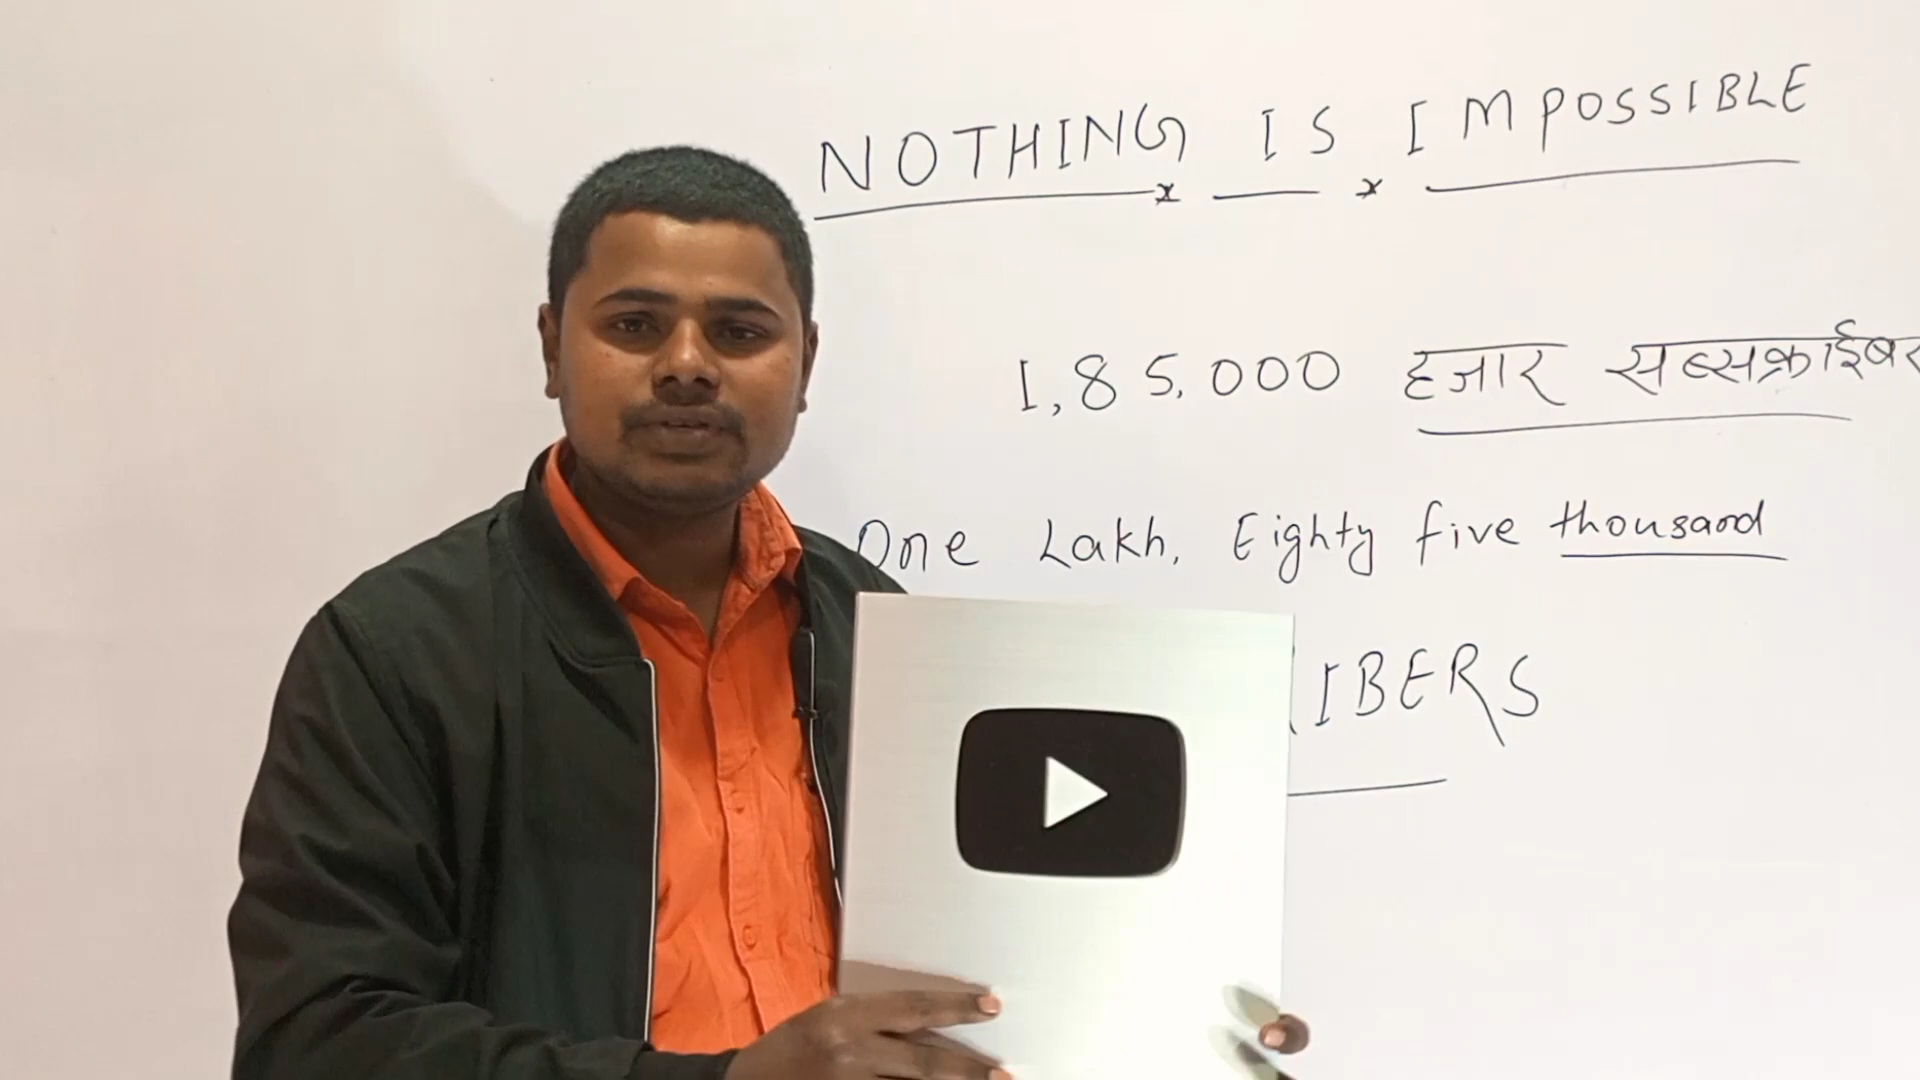 NOTHING IS IMPOSSIBLE
1,85,000 हजार सब्सक्राईबर
One Lakh, Eighty five thousand
IBERS